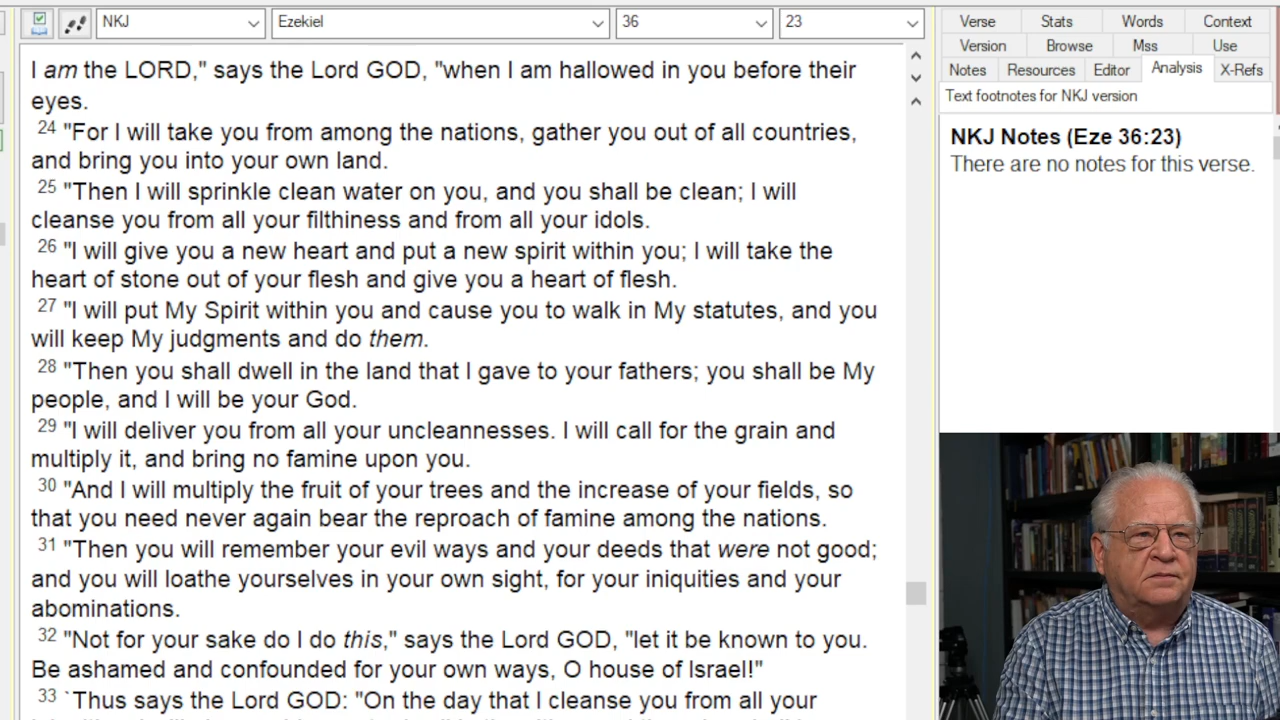 NKJ Ezekiel 36 23
I am the LORD," says the Lord GOD, "when I am hallowed in you before their
eyes.
24 "For I will take you from among the nations, gather you out of all countries,
and bring you into your own land.
25 "Then I will sprinkle clean water on you, and you shall be clean; I will
cleanse you from all your filthiness and from all your idols.
26 "I will give you a new heart and put a new spirit within you; I will take the
heart of stone out of your flesh and give you a heart of flesh.
27 "I will put My Spirit within you and cause you to walk in My statutes, and you
will keep My judgments and do them.
28 "Then you shall dwell in the land that I gave to your fathers; you shall be My
people, and I will be your God.
29 "I will deliver you from all your uncleannesses. I will call for the grain and
multiply it, and bring no famine upon you.
30 "And I will multiply the fruit of your trees and the increase of your fields, so
that you need never again bear the reproach of famine among the nations.
31 "Then you will remember your evil ways and your deeds that were not good;
and you will loathe yourselves in your own sight, for your iniquities and your
abominations.
32 "Not for your sake do I do this," says the Lord GOD, "let it be known to you.
Be ashamed and confounded for your own ways, O house of Israel!"
33 `Thus says the Lord GOD: "On the day that I cleanse you from all your
Verse Stats Words Context
Version Browse Mss Use
Notes Resources Editor Analysis X-Refs
Text footnotes for NKJ version
NKJ Notes (Eze 36:23)
There are no notes for this verse.